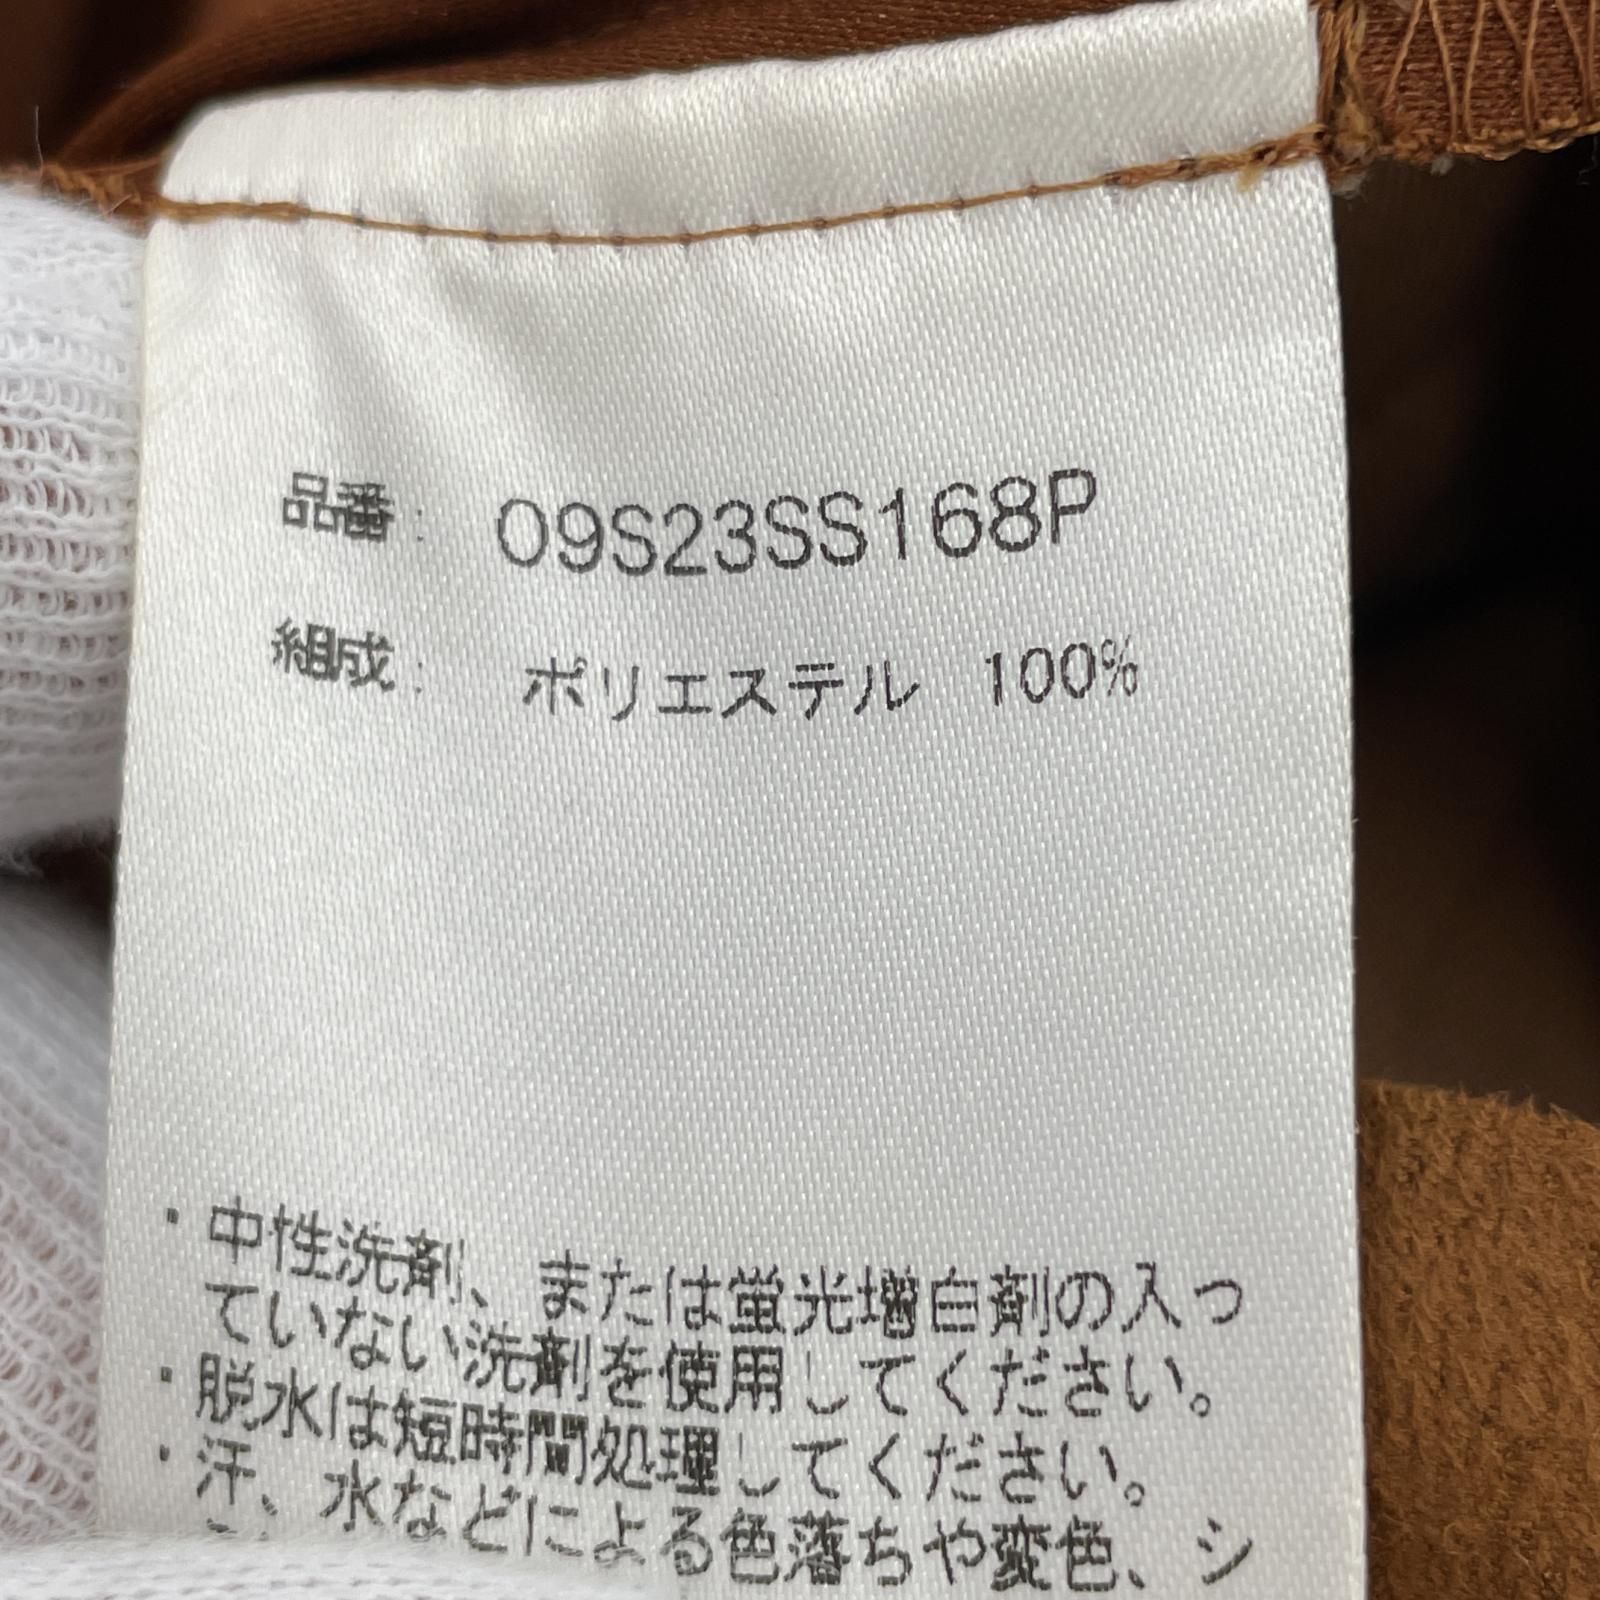 品番: 09S23SS168P
組成: ポリエステル 100%
・中性洗剤、または蛍光増白剤の入っ
ていない洗剤を使用してください。
・脱水は短時間処理してください。
・汗、水などによる色落ちや変色、シ